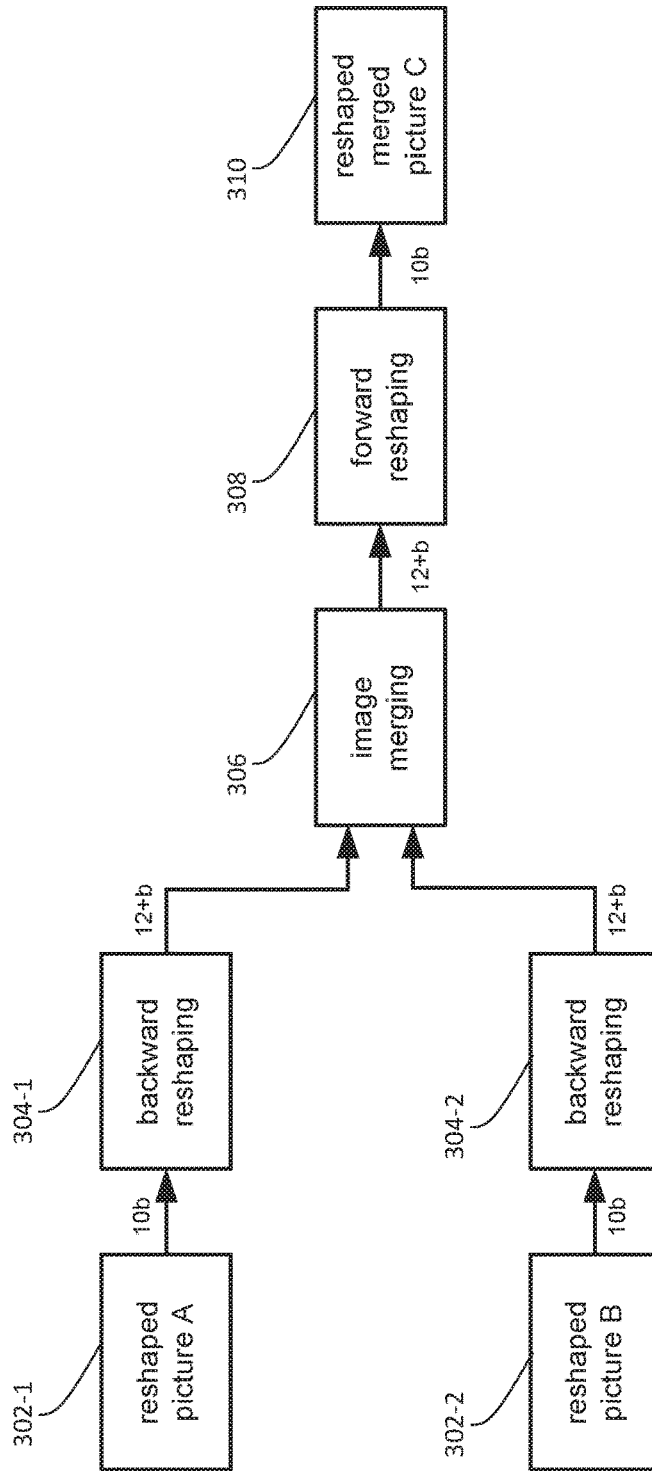 302-1
reshaped
picture A
10b
304-1
backward
reshaping
12+b
302-2
reshaped
picture B
10b
304-2
backward
reshaping
12+b
306
image
merging
12+b
308
forward
reshaping
10b
310
reshaped
merged
picture C